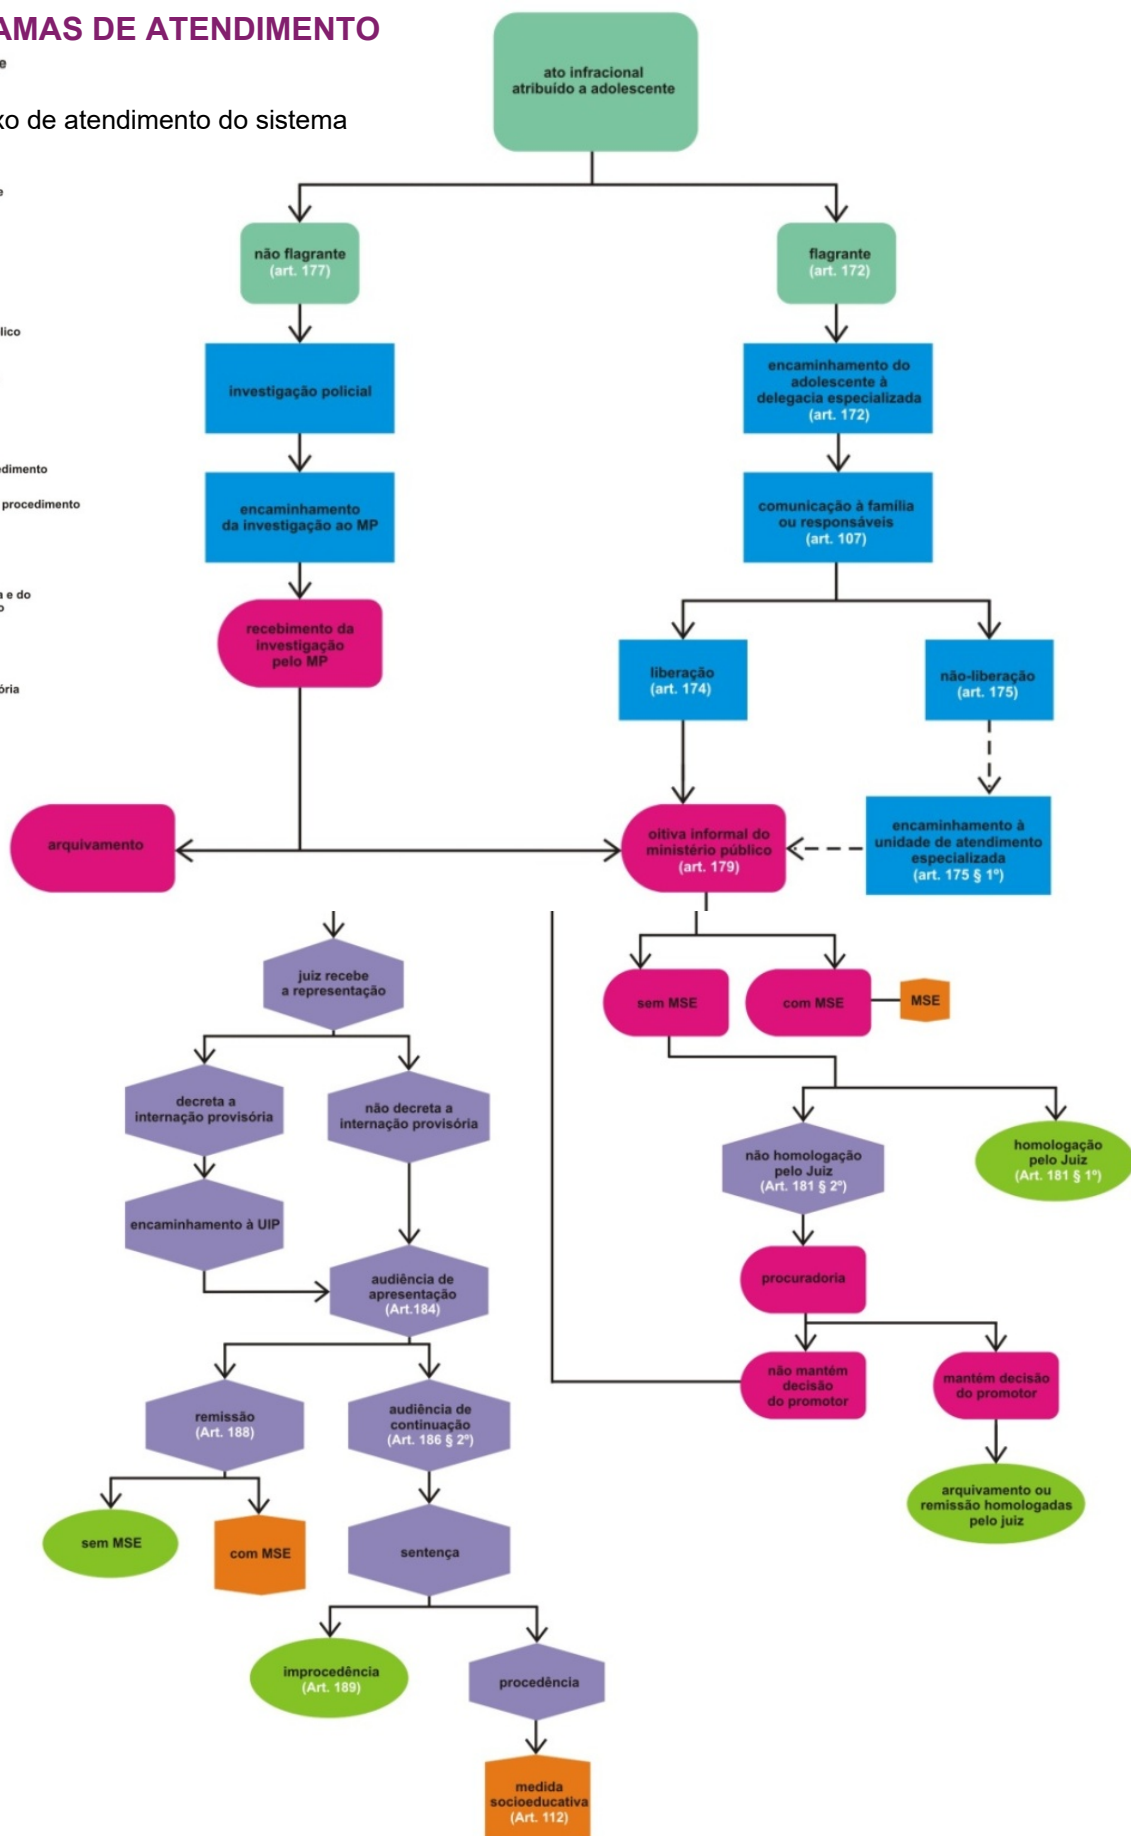 AMAS DE ATENDIMENTO
e
xo de atendimento do sistema
e
lico
edimento
procedimento
a e do
o
ória
ato infracional
atribuído a adolescente
não flagrante
(art. 177)
flagrante
(art. 172)
investigação policial
encaminhamento do
adolescente à
delegacia especializada
(art. 172)
encaminhamento
da investigação ao MP
comunicação à família
ou responsáveis
(art. 107)
recebimento da
investigação
pelo MP
liberação
(art. 174)
não-liberação
(art. 175)
arquivamento
oitiva informal do
ministério público
(art. 179)
encaminhamento à
unidade de atendimento
especializada
(art. 175 § 1º)
juiz recebe
a representação
sem MSE
com MSE
MSE
decreta a
internação provisória
não decreta a
internação provisória
não homologação
pelo Juiz
(Art. 181 § 2º)
homologação
pelo Juiz
(Art. 181 § 1º)
encaminhamento à UIP
audiência de
apresentação
(Art.184)
procuradoria
não mantém
decisão
do promotor
mantém decisão
do promotor
remissão
(Art. 188)
audiência de
continuação
(Art. 186 § 2º)
arquivamento ou
remissão homologadas
pelo juiz
sem MSE
com MSE
sentença
improcedência
(Art. 189)
procedência
medida
socioeducativa
(Art. 112)